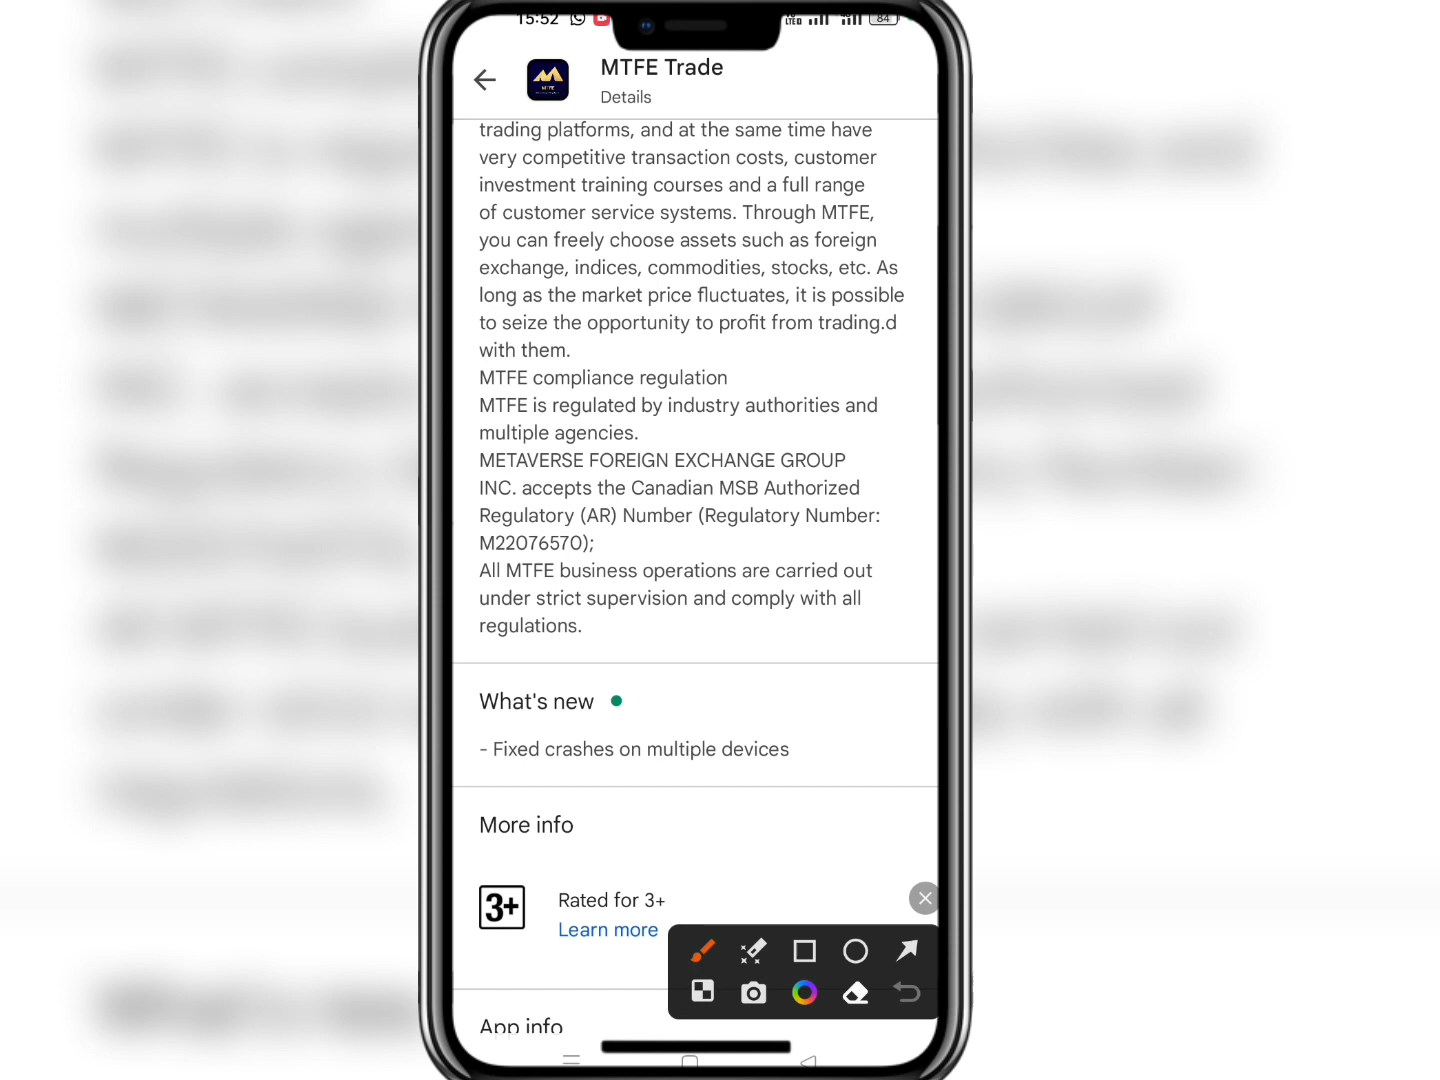 15:52
84
MTFE Trade
Details
trading platforms, and at the same time have
very competitive transaction costs, customer
investment training courses and a full range
of customer service systems. Through MTFE,
you can freely choose assets such as foreign
exchange, indices, commodities, stocks, etc. As
long as the market price fluctuates, it is possible
to seize the opportunity to profit from trading.d
with them.
MTFE compliance regulation
MTFE is regulated by industry authorities and
multiple agencies.
METAVERSE FOREIGN EXCHANGE GROUP
INC. accepts the Canadian MSB Authorized
Regulatory (AR) Number (Regulatory Number:
M22076570);
All MTFE business operations are carried out
under strict supervision and comply with all
regulations.
What's new
- Fixed crashes on multiple devices
More info
3+
Rated for 3+
Learn more
App info